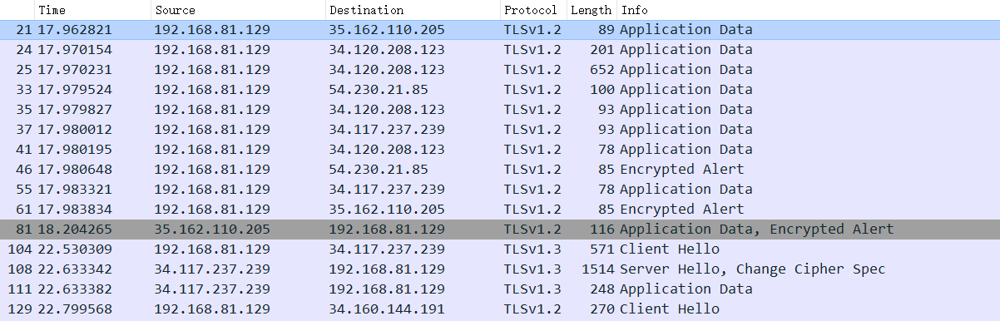 Time Source Destination Protocol Length Info
21 17.962821 192.168.81.129 35.162.110.205 TLSv1.2 89 Application Data
24 17.970154 192.168.81.129 34.120.208.123 TLSv1.2 201 Application Data
25 17.970231 192.168.81.129 34.120.208.123 TLSv1.2 652 Application Data
33 17.979524 192.168.81.129 54.230.21.85 TLSv1.2 100 Application Data
35 17.979827 192.168.81.129 34.120.208.123 TLSv1.2 93 Application Data
37 17.980012 192.168.81.129 34.117.237.239 TLSv1.2 93 Application Data
41 17.980195 192.168.81.129 34.120.208.123 TLSv1.2 78 Application Data
46 17.980648 192.168.81.129 54.230.21.85 TLSv1.2 85 Encrypted Alert
55 17.983321 192.168.81.129 34.117.237.239 TLSv1.2 78 Application Data
61 17.983834 192.168.81.129 35.162.110.205 TLSv1.2 85 Encrypted Alert
81 18.204265 35.162.110.205 192.168.81.129 TLSv1.2 116 Application Data, Encrypted Alert
104 22.530309 192.168.81.129 34.117.237.239 TLSv1.3 571 Client Hello
108 22.633342 34.117.237.239 192.168.81.129 TLSv1.3 1514 Server Hello, Change Cipher Spec
111 22.633382 34.117.237.239 192.168.81.129 TLSv1.3 248 Application Data
129 22.799568 192.168.81.129 34.160.144.191 TLSv1.2 270 Client Hello